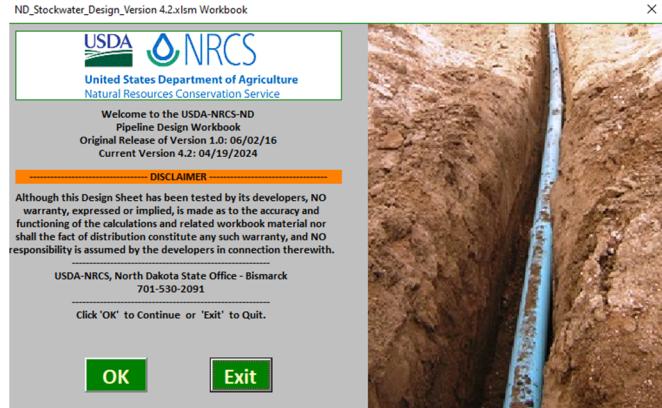 ND_Stockwater_Design_Version 4.2.xlsm Workbook
USDA NRCS
United States Department of Agriculture
Natural Resources Conservation Service
Welcome to the USDA-NRCS-ND
Pipeline Design Workbook
Original Release of Version 1.0: 06/02/16
Current Version 4.2: 04/19/2024
---------------------------------- DISCLAIMER ----------------------------------
Although this Design Sheet has been tested by its developers, NO
warranty, expressed or implied, is made as to the accuracy and
functioning of the calculations and related workbook material nor
shall the fact of distribution constitute any such warranty, and NO
responsibility is assumed by the developers in connection therewith.
---------------------------------------------------------
USDA-NRCS, North Dakota State Office - Bismarck
701-530-2091
---------------------------------------------------------
Click 'OK' to Continue or 'Exit' to Quit.
OK Exit